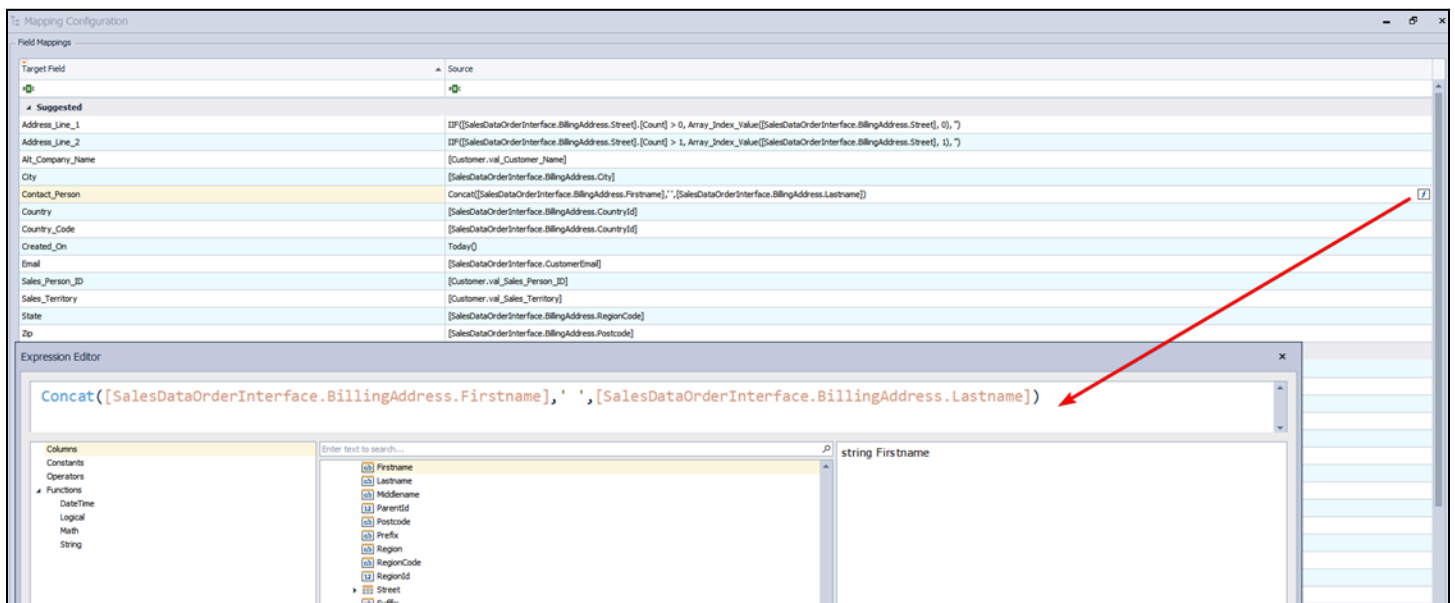 Mapping Configuration
Field Mappings
Target Field Source
Suggested
Address_Line_1 IIF([SalesDataOrderInterface.BillingAddress.Street].[Count] > 0, Array_Index_Value([SalesDataOrderInterface.BillingAddress.Street], 0), '')
Address_Line_2 IIF([SalesDataOrderInterface.BillingAddress.Street].[Count] > 1, Array_Index_Value([SalesDataOrderInterface.BillingAddress.Street], 1), '')
Alt_Company_Name [Customer.val_Customer_Name]
City [SalesDataOrderInterface.BillingAddress.City]
Contact_Person Concat([SalesDataOrderInterface.BillingAddress.Firstname],' ',[SalesDataOrderInterface.BillingAddress.Lastname])
Country [SalesDataOrderInterface.BillingAddress.CountryId]
Country_Code [SalesDataOrderInterface.BillingAddress.CountryId]
Created_On Today()
Email [SalesDataOrderInterface.CustomerEmail]
Sales_Person_ID [Customer.val_Sales_Person_ID]
Sales_Territory [Customer.val_Sales_Territory]
State [SalesDataOrderInterface.BillingAddress.RegionCode]
Zip [SalesDataOrderInterface.BillingAddress.Postcode]
Expression Editor
Concat([SalesDataOrderInterface.BillingAddress.Firstname],' ',[SalesDataOrderInterface.BillingAddress.Lastname])
Columns
Constants
Operators
Functions
DateTime
Logical
Math
String
Enter text to search...
Firstname
Lastname
Middlename
ParentId
Postcode
Prefix
Region
RegionCode
RegionId
Street
Suffix
string Firstname